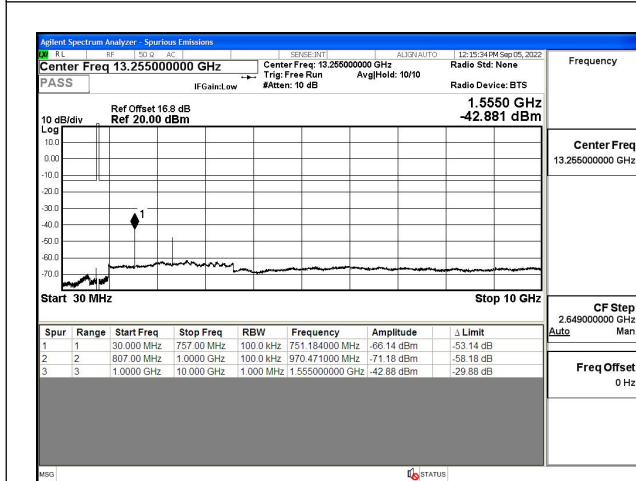 Agilent Spectrum Analyzer - Spurious Emissions
RL RF 50 Ω AC SENSE:INT ALIGN AUTO 12:15:34 PM Sep 05, 2022
Center Freq 13.255000000 GHz Center Freq: 13.255000000 GHz Radio Std: None
Trig: Free Run Avg|Hold: 10/10
PASS IFGain:Low #Atten: 10 dB Radio Device: BTS
Ref Offset 16.8 dB 1.5550 GHz
10 dB/div Ref 20.00 dBm -42.881 dBm
Log
10.0
0.00
-10.0
-20.0
-30.0
-40.0
1
-50.0
-60.0
-70.0
Start 30 MHz Stop 10 GHz
Spur Range Start Freq Stop Freq RBW Frequency Amplitude Δ Limit
1 1 30.000 MHz 757.00 MHz 100.0 kHz 751.184000 MHz -66.14 dBm -53.14 dB
2 2 807.00 MHz 1.0000 GHz 100.0 kHz 970.471000 MHz -71.18 dBm -58.18 dB
3 3 1.0000 GHz 10.000 GHz 1.000 MHz 1.555000000 GHz -42.88 dBm -29.88 dB
MSG STATUS
Frequency
Center Freq
13.255000000 GHz
CF Step
2.649000000 GHz
Auto Man
Freq Offset
0 Hz